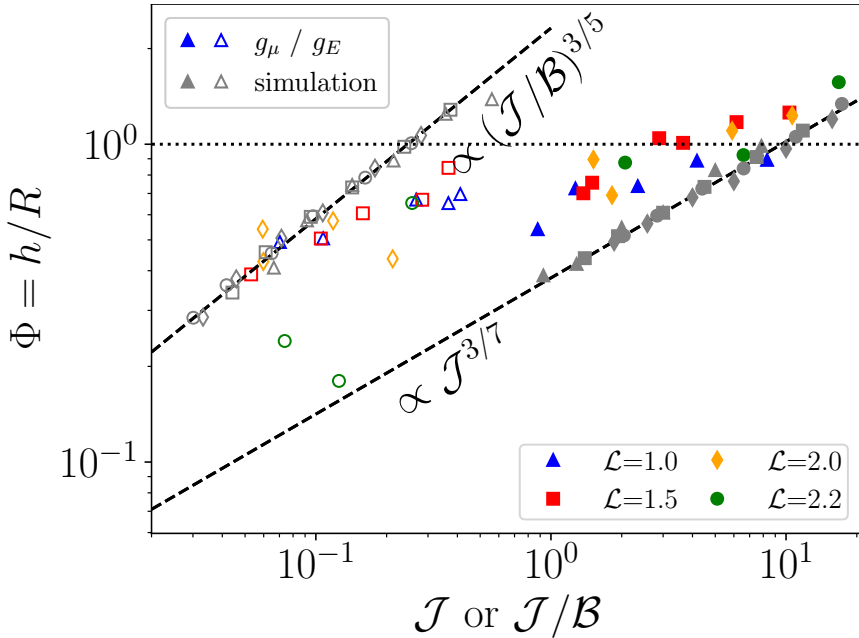 g_μ / g_E
simulation
∝ (𝒥/ℬ)^{3/5}
∝ 𝒥^{3/7}
Φ = h/R
10^0
10^{-1}
ℒ=1.0
ℒ=2.0
ℒ=1.5
ℒ=2.2
10^{-1}
10^0
10^1
𝒥 or 𝒥/ℬ